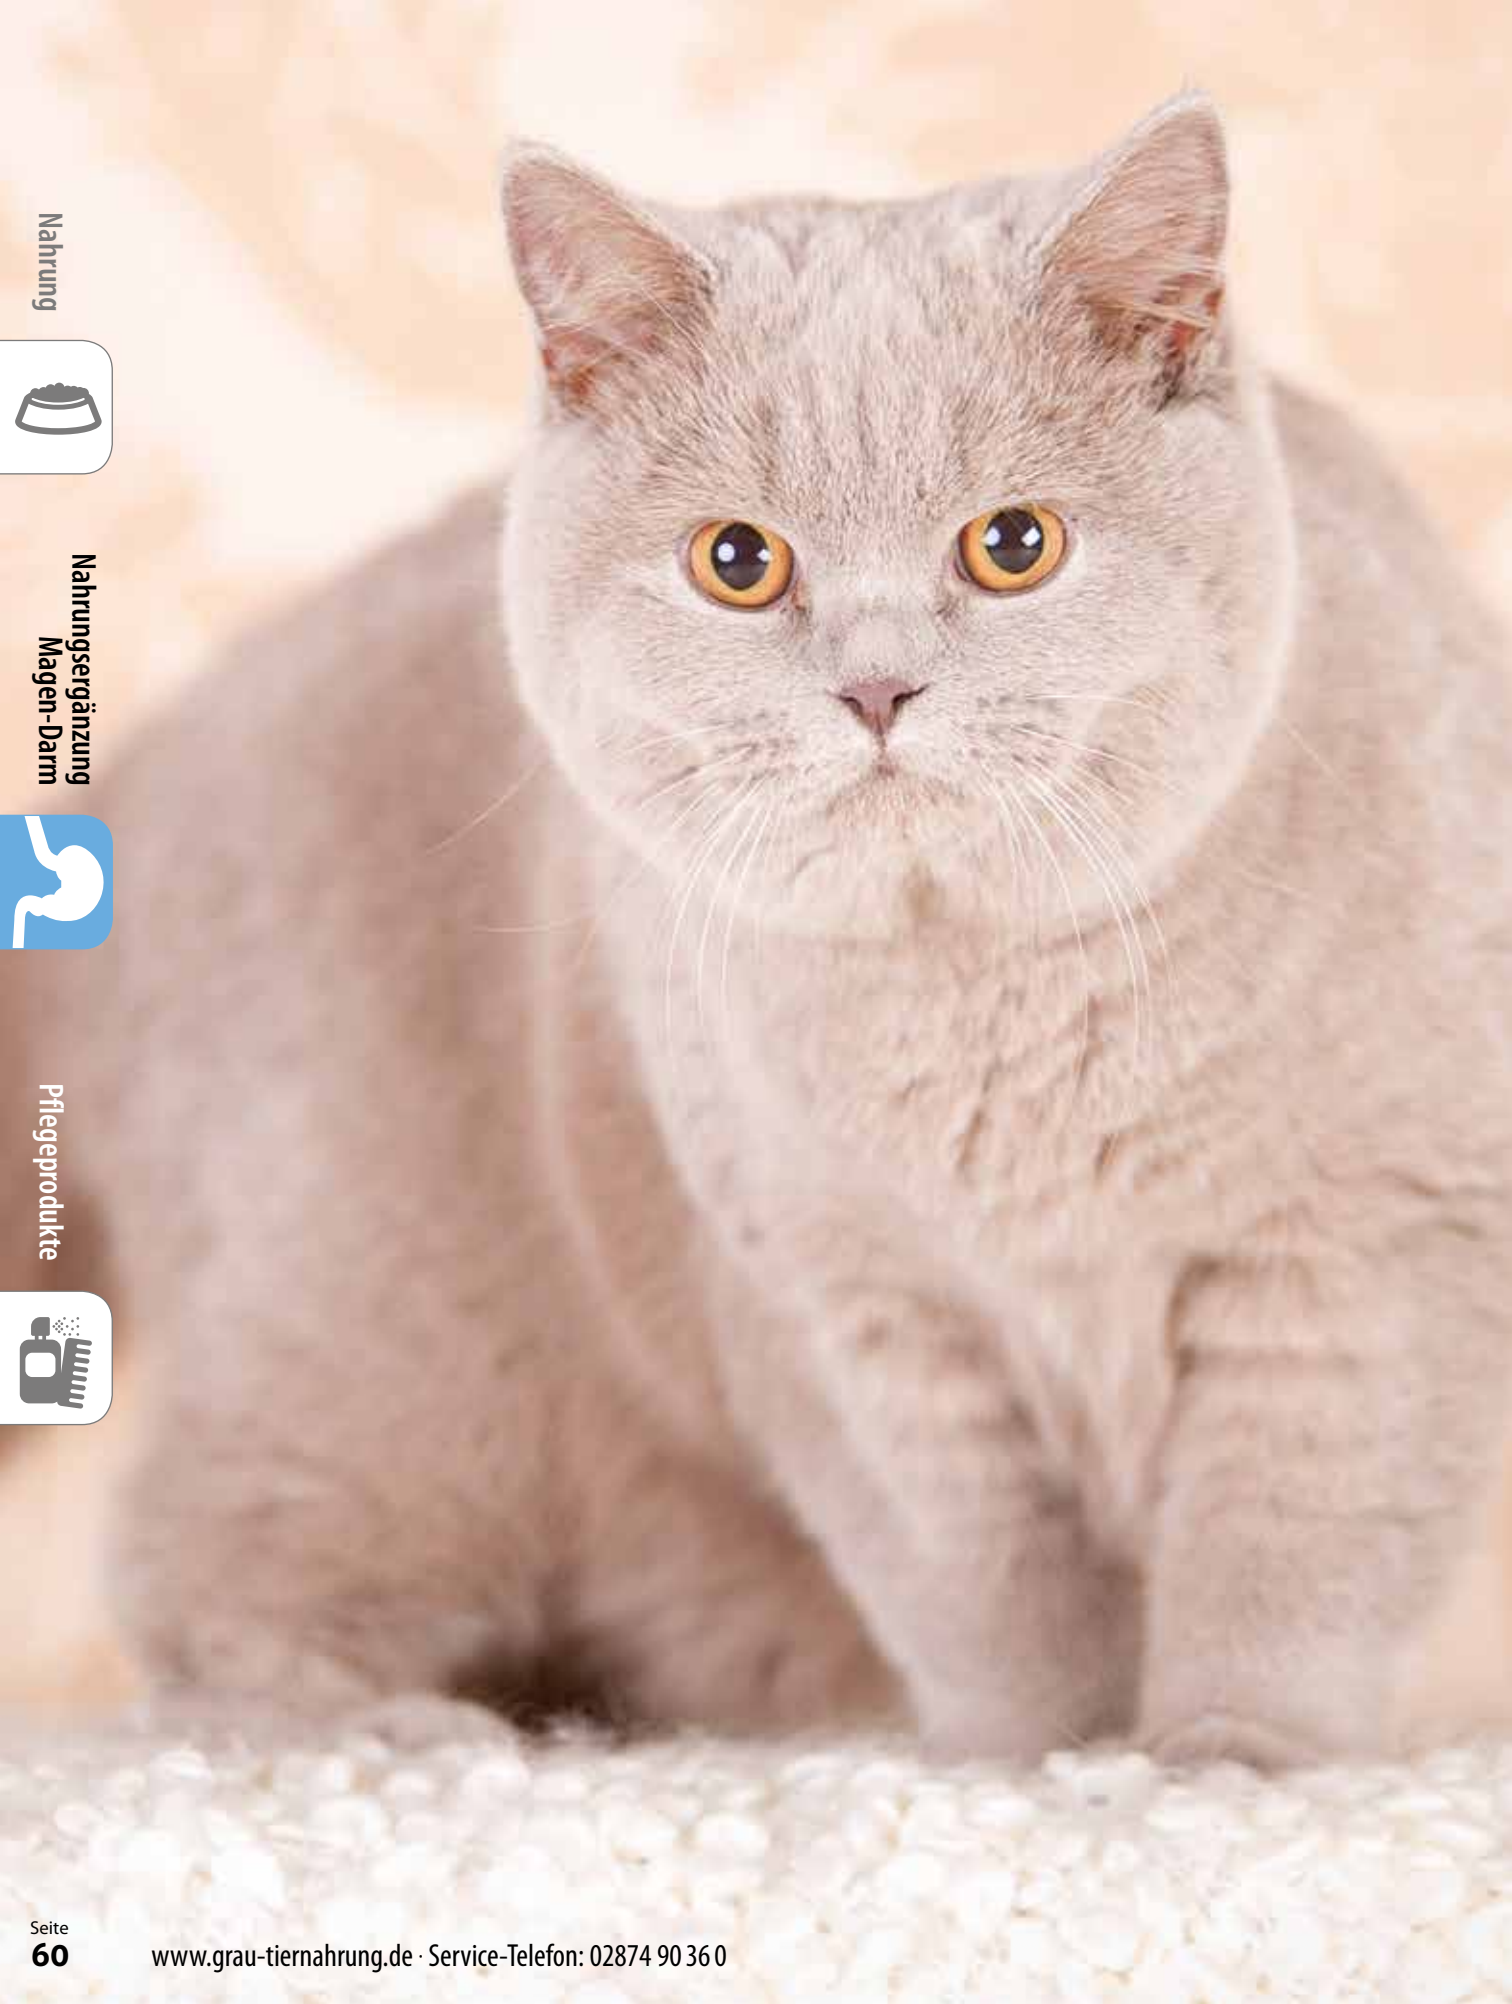 Nahrung
Nahrungsergänzung
Magen-Darm
Pflegeprodukte
Seite
60
www.grau-tiernahrung.de · Service-Telefon: 02874 90 36 0